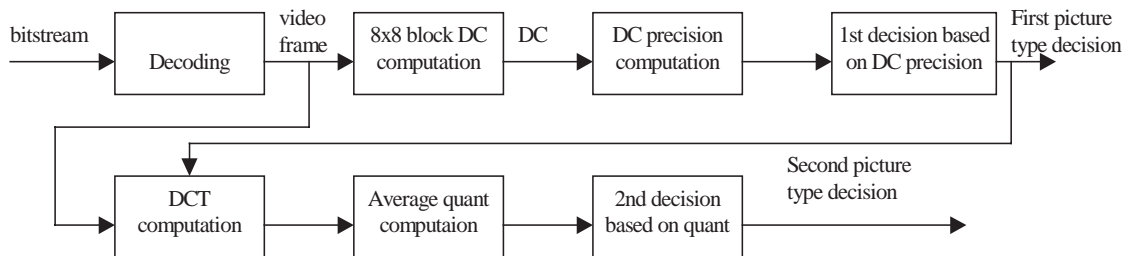 bitstream
Decoding
video
frame
8x8 block DC
computation
DC
DC precision
computation
1st decision based
on DC precision
First picture
type decision
DCT
computation
Average quant
computaion
2nd decision
based on quant
Second picture
type decision